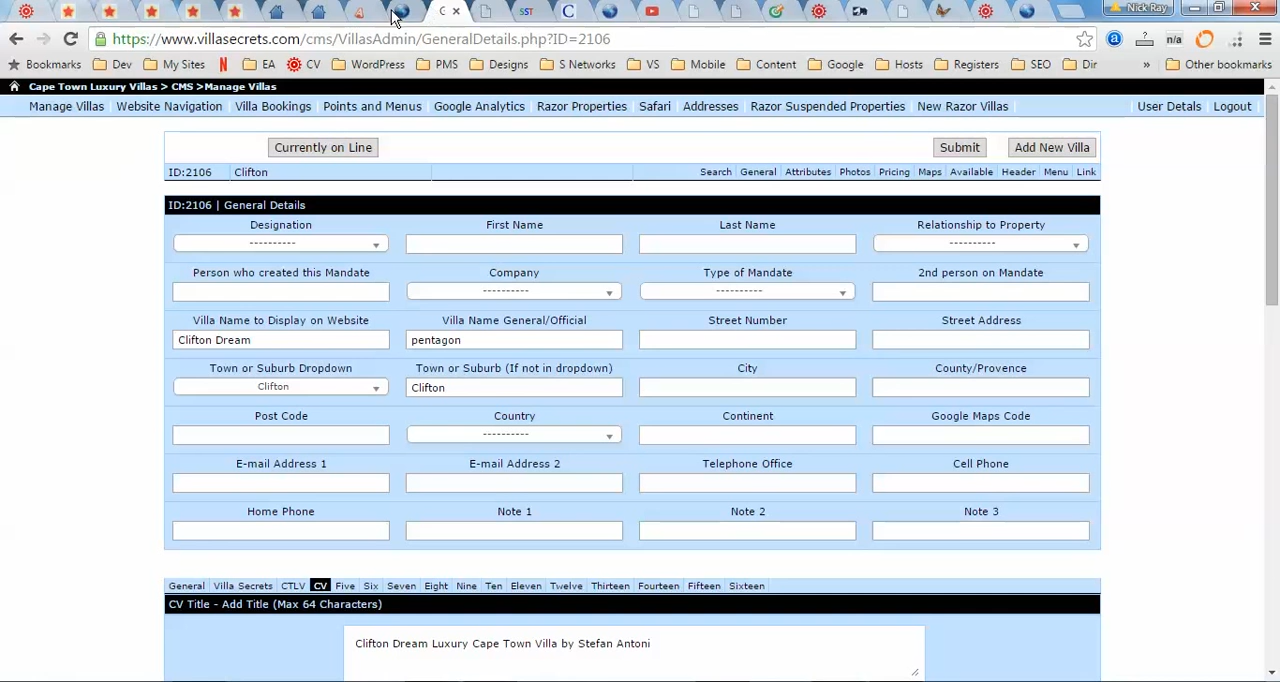 C × SST C Nick Ray
https://www.villasecrets.com/cms/VillasAdmin/GeneralDetails.php?ID=2106 n/a
Bookmarks Dev My Sites EA CV WordPress PMS Designs S Networks VS Mobile Content Google Hosts Registers SEO Dir » Other bookmarks
Cape Town Luxury Villas > CMS >Manage Villas
Manage Villas Website Navigation Villa Bookings Points and Menus Google Analytics Razor Properties Safari Addresses Razor Suspended Properties New Razor Villas User Detals Logout
Currently on Line Submit Add New Villa
ID:2106 Clifton Search General Attributes Photos Pricing Maps Available Header Menu Link
ID:2106 | General Details
Designation First Name Last Name Relationship to Property
---------- ----------
Person who created this Mandate Company Type of Mandate 2nd person on Mandate
---------- ----------
Villa Name to Display on Website Villa Name General/Official Street Number Street Address
Clifton Dream pentagon
Town or Suburb Dropdown Town or Suburb (If not in dropdown) City County/Provence
Clifton Clifton
Post Code Country Continent Google Maps Code
----------
E-mail Address 1 E-mail Address 2 Telephone Office Cell Phone
Home Phone Note 1 Note 2 Note 3
General Villa Secrets CTLV CV Five Six Seven Eight Nine Ten Eleven Twelve Thirteen Fourteen Fifteen Sixteen
CV Title - Add Title (Max 64 Characters)
Clifton Dream Luxury Cape Town Villa by Stefan Antoni